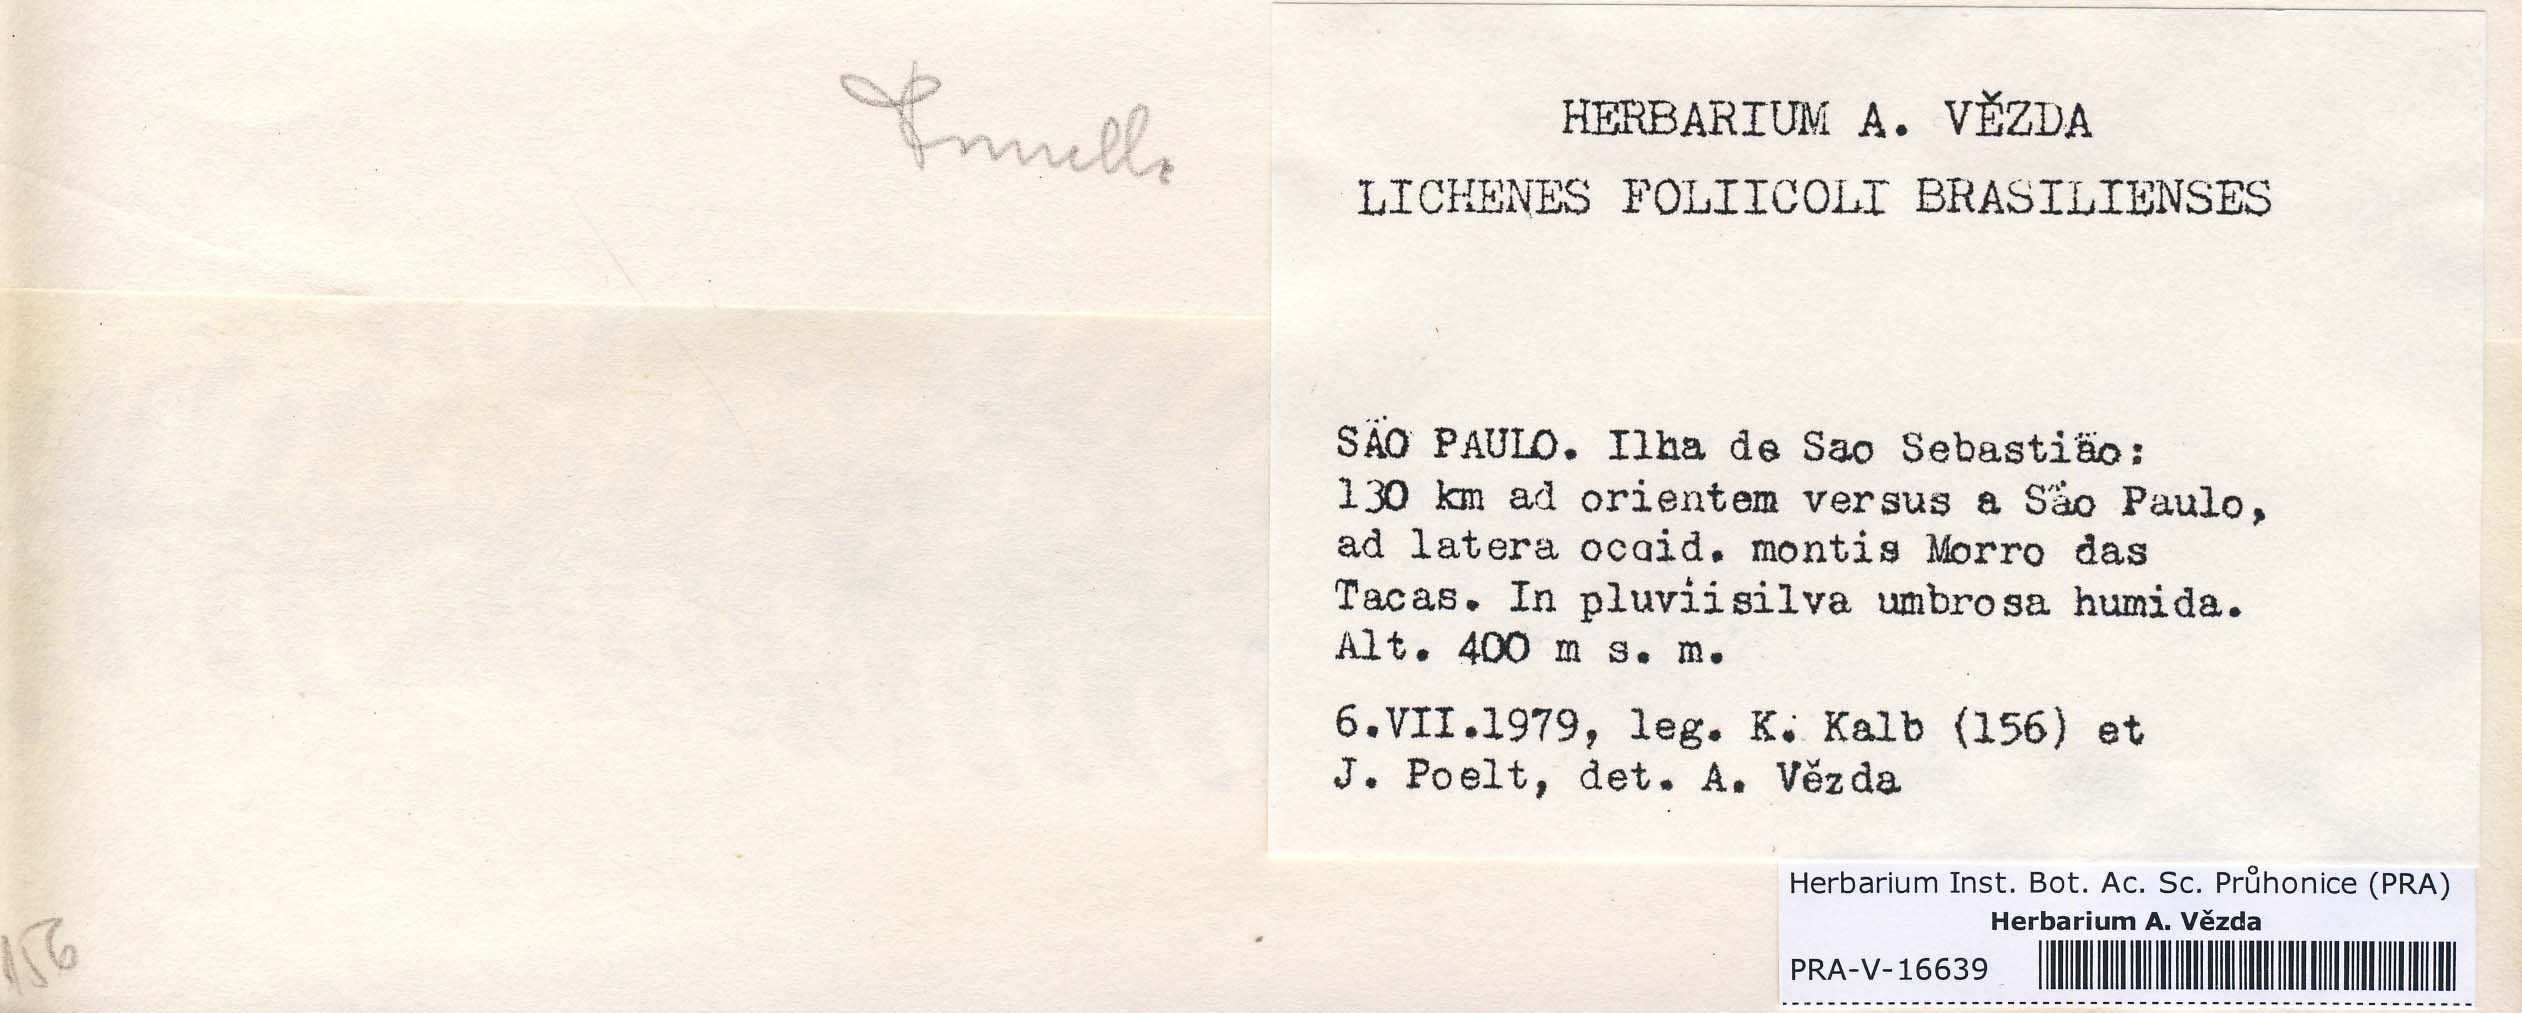 HERBARIUM A. VĚZDA
LICHENES FOLIICOLI BRASILIENSES
SÄO PAULO. Ilha de Sao Sebastiäo:
130 km ad orientem versus a Säo Paulo,
ad latera occid. montis Morro das
Tacas. In pluviisilva umbrosa humida.
Alt. 400 m s. m.
6.VII.1979, leg. K. Kalb (156) et
J. Poelt, det. A. Vězda
Herbarium Inst. Bot. Ac. Sc. Průhonice (PRA)
Herbarium A. Vězda
PRA-V-16639
156